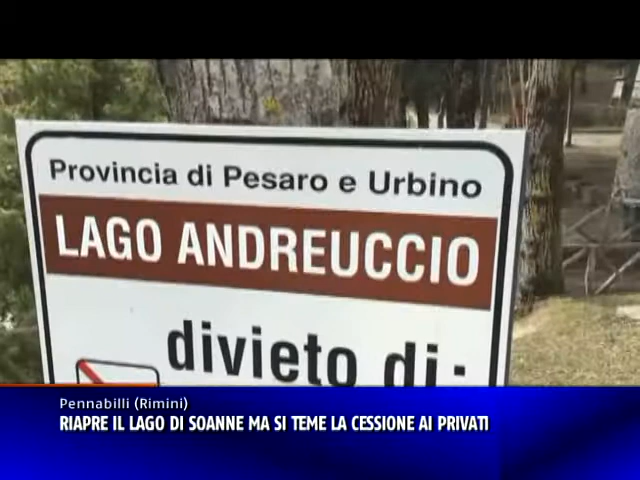 Provincia di Pesaro e Urbino
LAGO ANDREUCCIO
divieto di:
Pennabilli (Rimini)
RIAPRE IL LAGO DI SOANNE MA SI TEME LA CESSIONE AI PRIVATI